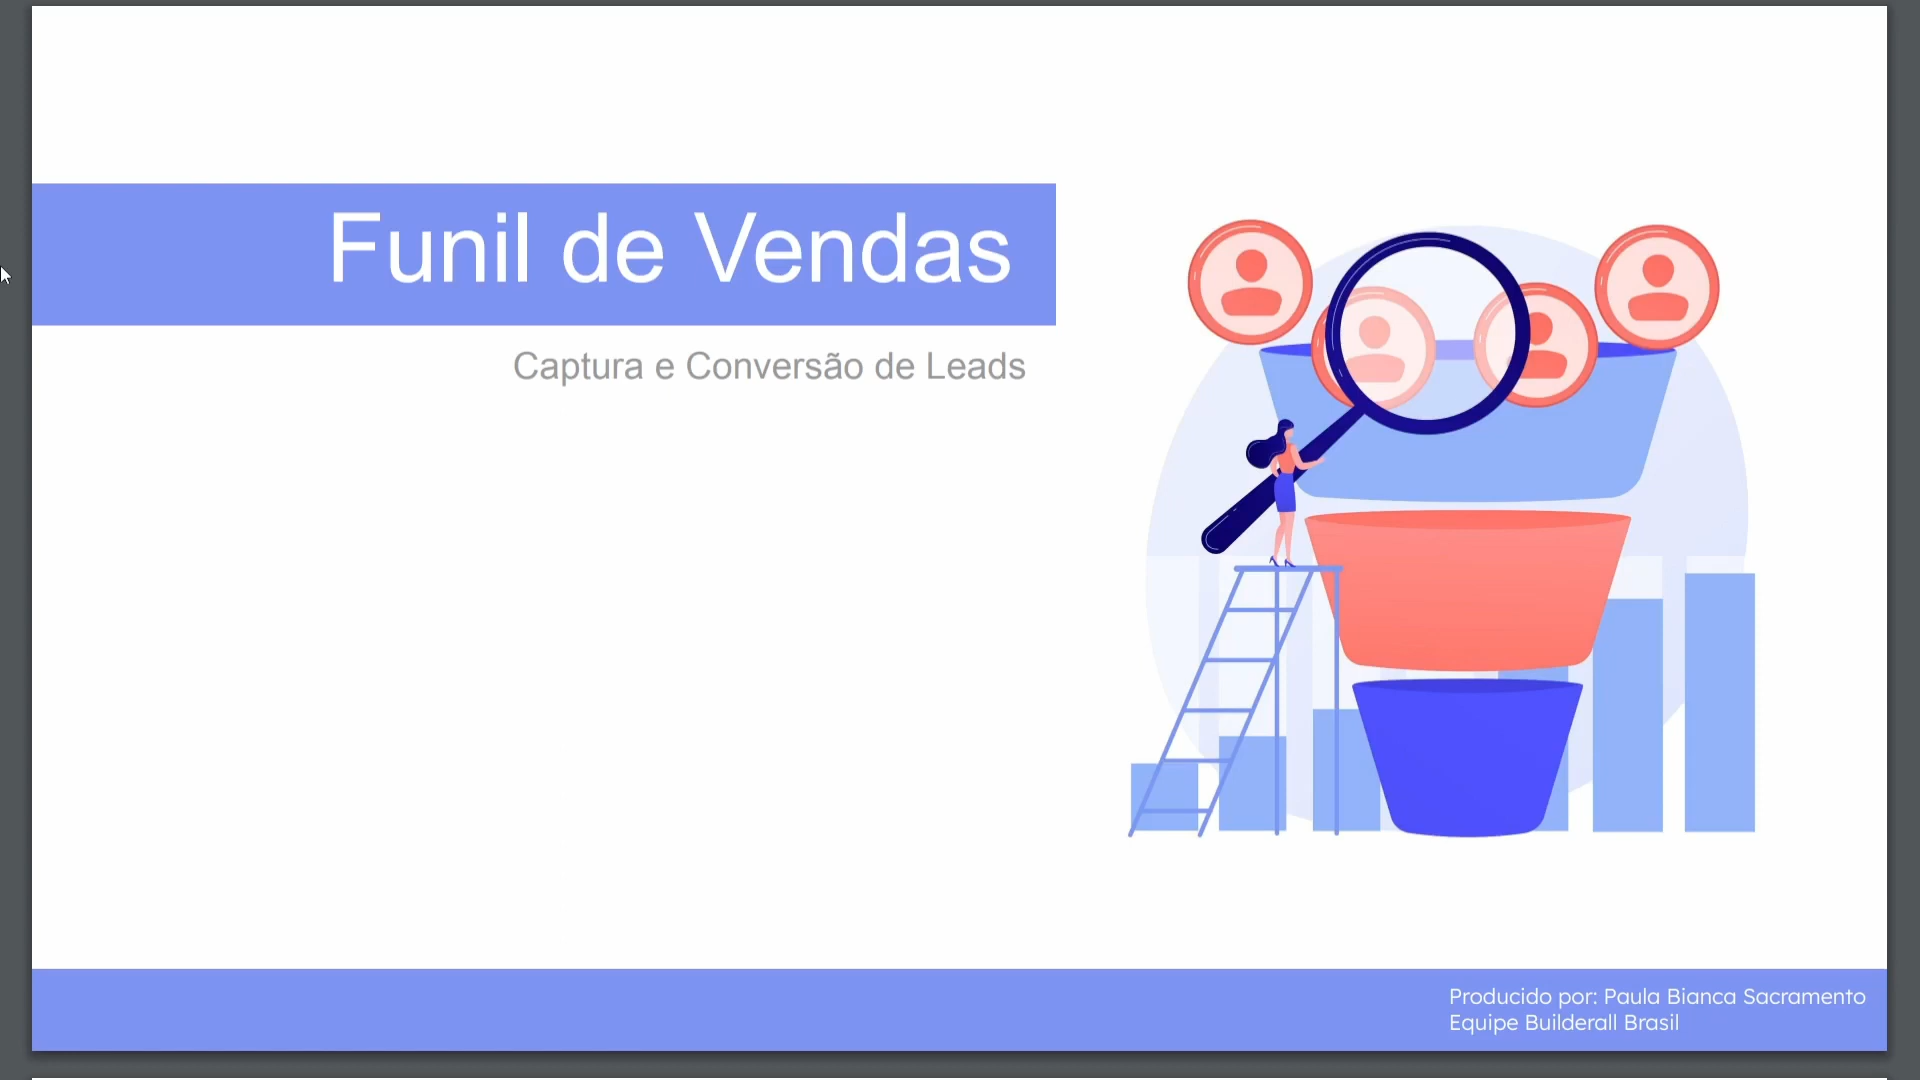 Funil de Vendas
Captura e Conversão de Leads
Producido por: Paula Bianca Sacramento
Equipe Builderall Brasil